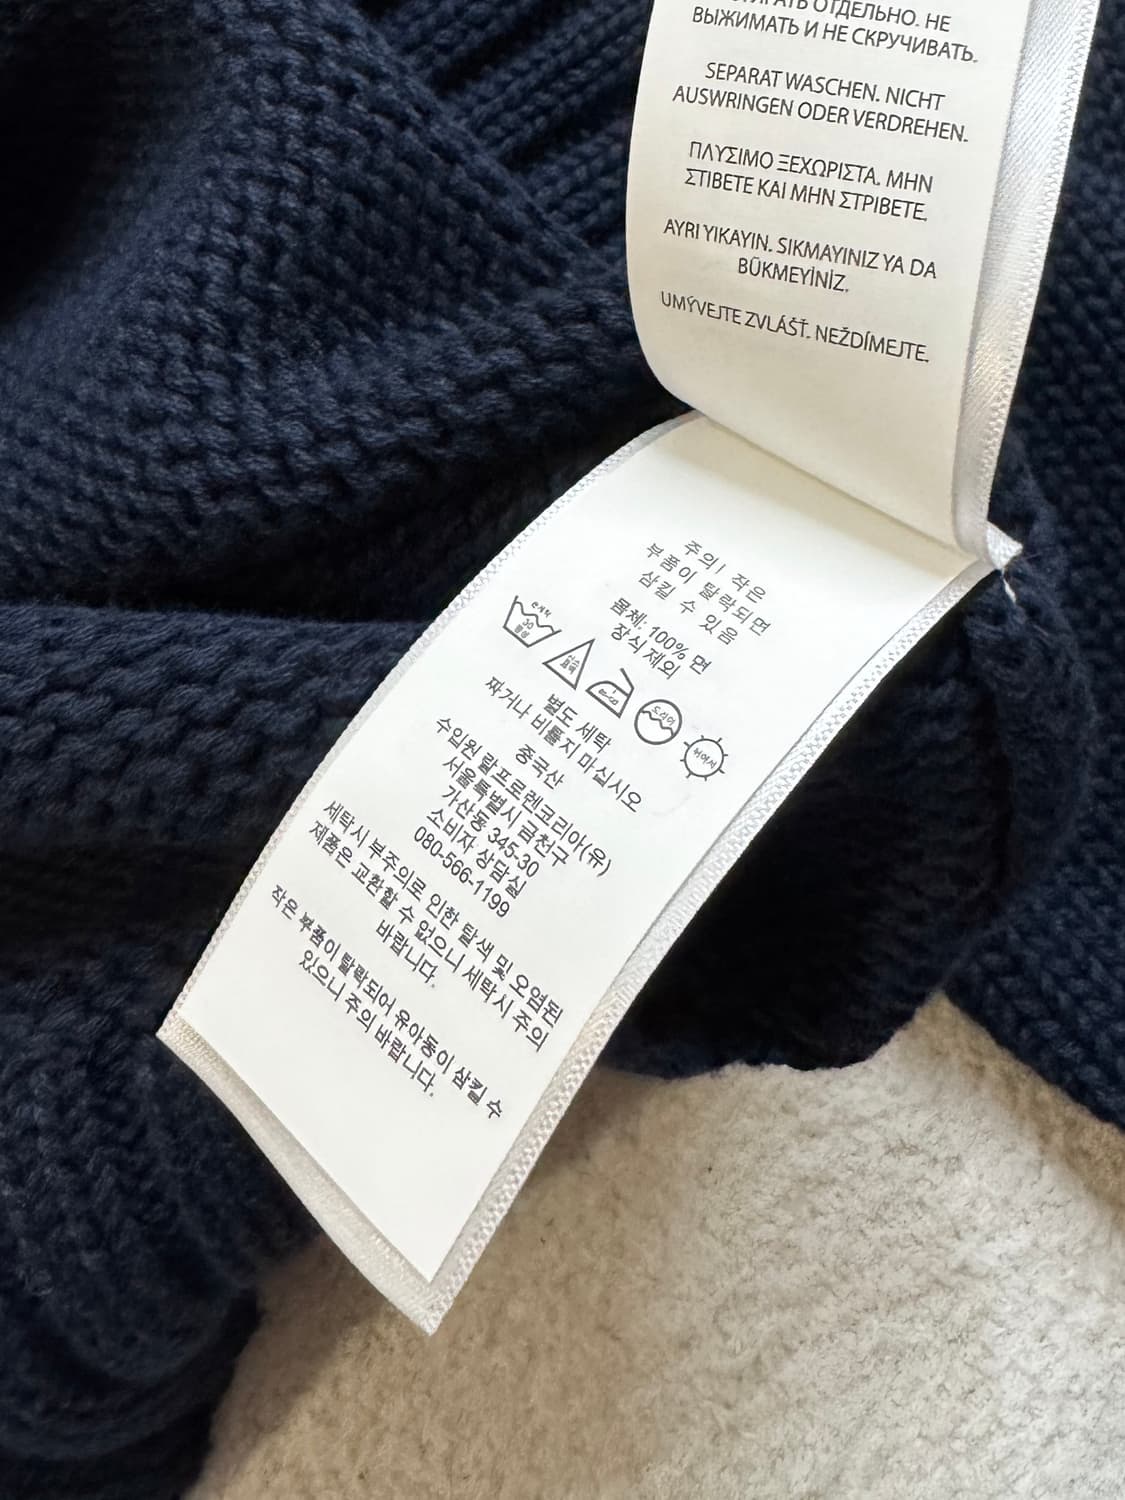 ОТДЕЛЬНО. НЕ
ВЫЖИМАТЬ И НЕ СКРУЧИВАТЬ.
SEPARAT WASCHEN. NICHT
AUSWRINGEN ODER VERDREHEN.
ΠΛΥΣΙΜΟ ΞΕΧΩΡΙΣΤΑ. ΜΗΝ
ΣΤΙΒΕΤΕ ΚΑΙ ΜΗΝ ΣΤΡΙΒΕΤΕ.
AYRI YIKAYIN. SIKMAYINIZ YA DA
BÜKMEYİNİZ.
UMÝVEJTE ZVLÁŠŤ. NEŽDÍMEJTE.
주의! 작은
부품이 탈락되면
삼킬 수 있음
몸체: 100% 면
장식 제외
30
중성
별도 세탁
짜거나 비틀지 마십시오
중국산
수입원 랄프로렌코리아(유)
서울특별시 금천구
가산동 345-30
소비자 상담실
080-566-1199
세탁시 부주의로 인한 탈색 및 오염된
제품은 교환할 수 없으니 세탁시 주의
바랍니다.
작은 부품이 탈락되어 유아동이 삼킬 수
있으니 주의 바랍니다.